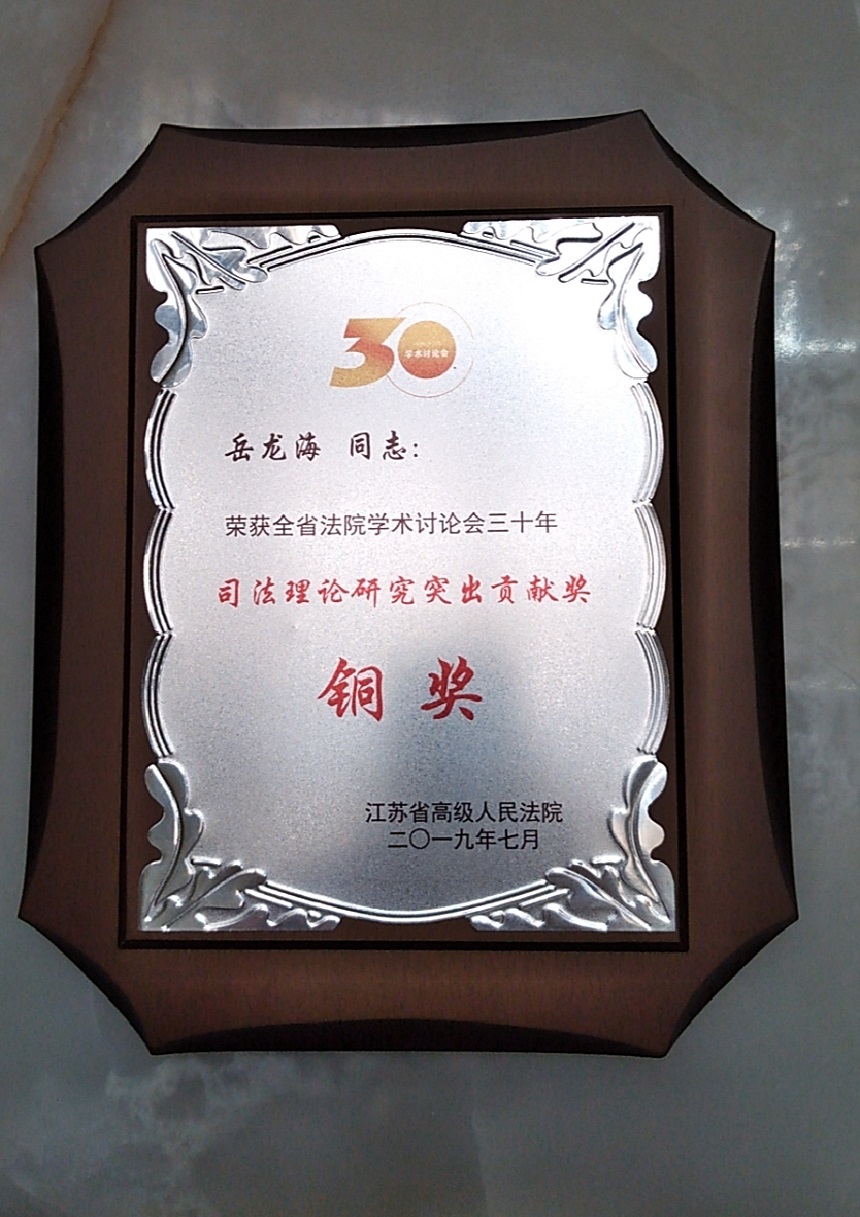 30
学术讨论会
岳龙海 同志：
荣获全省法院学术讨论会三十年
司法理论研究突出贡献奖
铜 奖
江苏省高级人民法院
二〇一九年七月